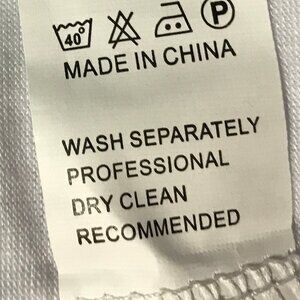 40°
P
MADE IN CHINA
WASH SEPARATELY
PROFESSIONAL
DRY CLEAN
RECOMMENDED